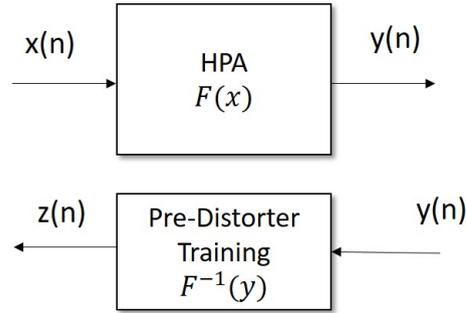 x(n)
HPA
F(x)
y(n)
z(n)
Pre-Distorter
Training
F⁻¹(y)
y(n)